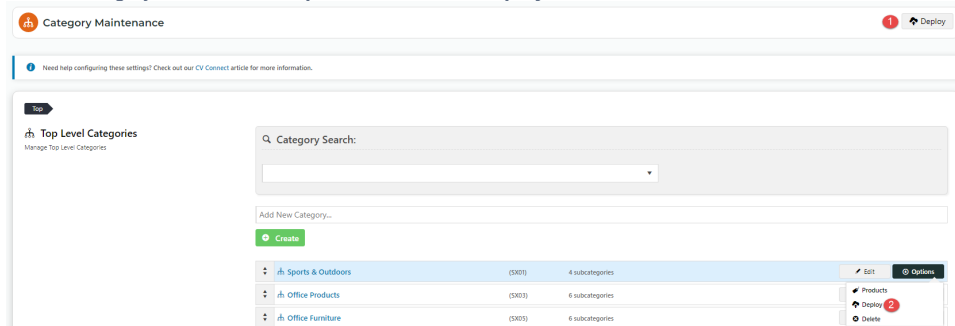 Category Maintenance
1 Deploy
Need help configuring these settings? Check out our CV Connect article for more information.
Top
Top Level Categories
Manage Top Level Categories
Category Search:
Add New Category...
Create
Sports & Outdoors (SX01) 4 subcategories Edit Options
Office Products (SX03) 6 subcategories
Office Furniture (SX05) 6 subcategories
Products
Deploy 2
Delete